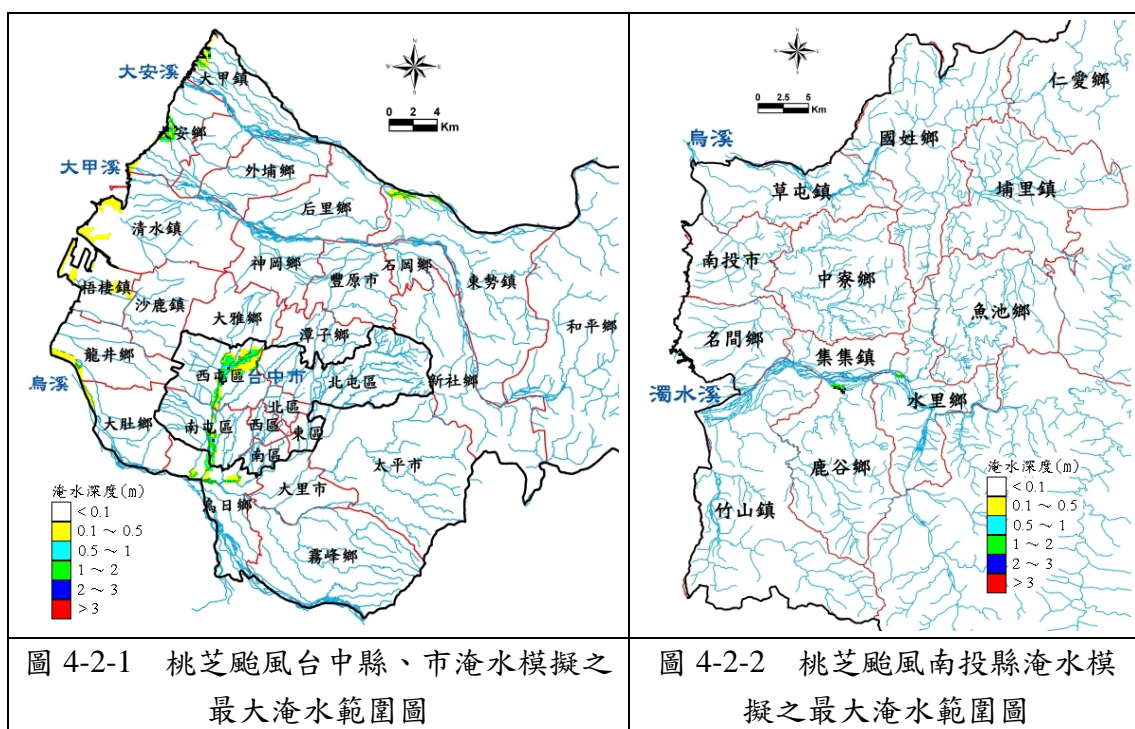 N
W
E
S
0 2 4
Km
大安溪
大甲鎮
大安鄉
大甲溪
外埔鄉
后里鄉
清水鎮
神岡鄉
豐原市
石岡鄉
東勢鎮
和平鄉
梧棲鎮
沙鹿鎮
大雅鄉
潭子鄉
龍井鄉
西屯區
台中市
北屯區
新社鄉
烏溪
北區
大肚鄉
南屯區
西區
東區
南區
太平市
大里市
烏日鄉
霧峰鄉
淹水深度(m)
< 0.1
0.1 ~ 0.5
0.5 ~ 1
1 ~ 2
2 ~ 3
> 3
圖 4-2-1 桃芝颱風台中縣、市淹水模擬之
最大淹水範圍圖
N
W
E
S
0 2.5 5
Km
仁愛鄉
烏溪
國姓鄉
草屯鎮
埔里鎮
南投市
中寮鄉
魚池鄉
名間鄉
集集鎮
濁水溪
水里鄉
鹿谷鄉
竹山鎮
淹水深度(m)
< 0.1
0.1 ~ 0.5
0.5 ~ 1
1 ~ 2
2 ~ 3
> 3
圖 4-2-2 桃芝颱風南投縣淹水模
擬之最大淹水範圍圖